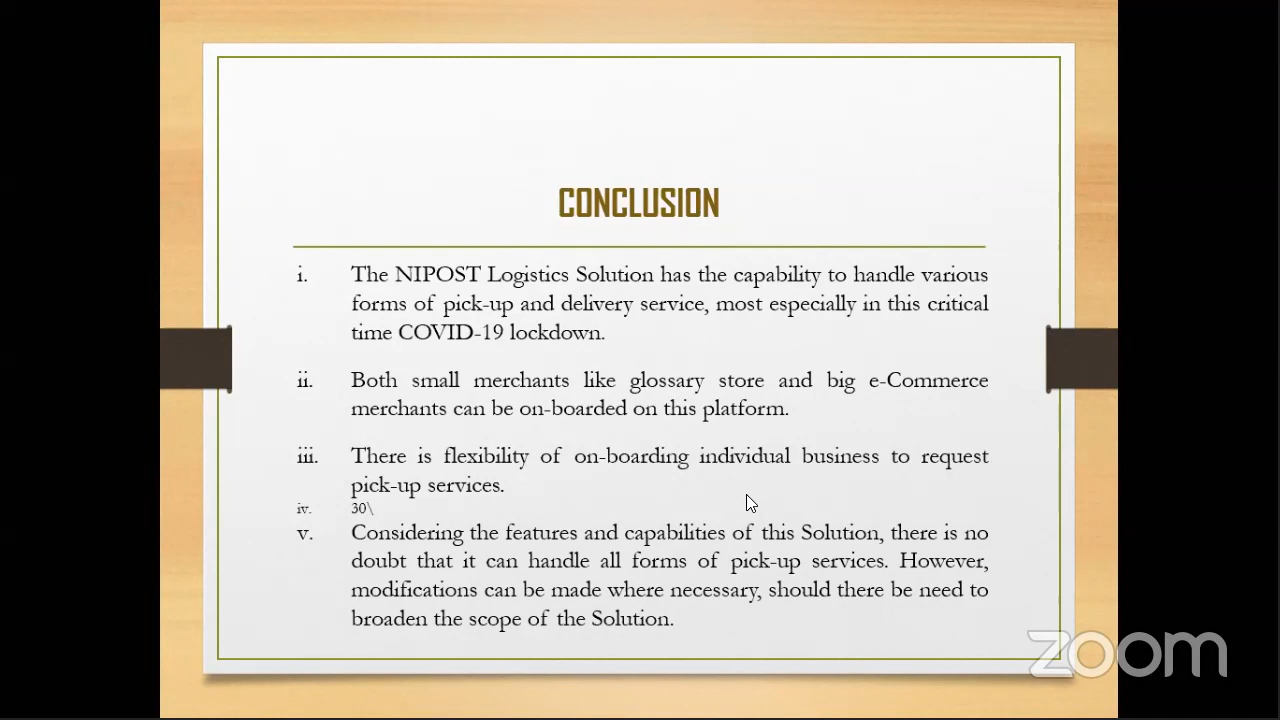 CONCLUSION
i. The NIPOST Logistics Solution has the capability to handle various
forms of pick-up and delivery service, most especially in this critical
time COVID-19 lockdown.
ii. Both small merchants like glossary store and big e-Commerce
merchants can be on-boarded on this platform.
iii. There is flexibility of on-boarding individual business to request
pick-up services.
iv. 30\
v. Considering the features and capabilities of this Solution, there is no
doubt that it can handle all forms of pick-up services. However,
modifications can be made where necessary, should there be need to
broaden the scope of the Solution.
zoom